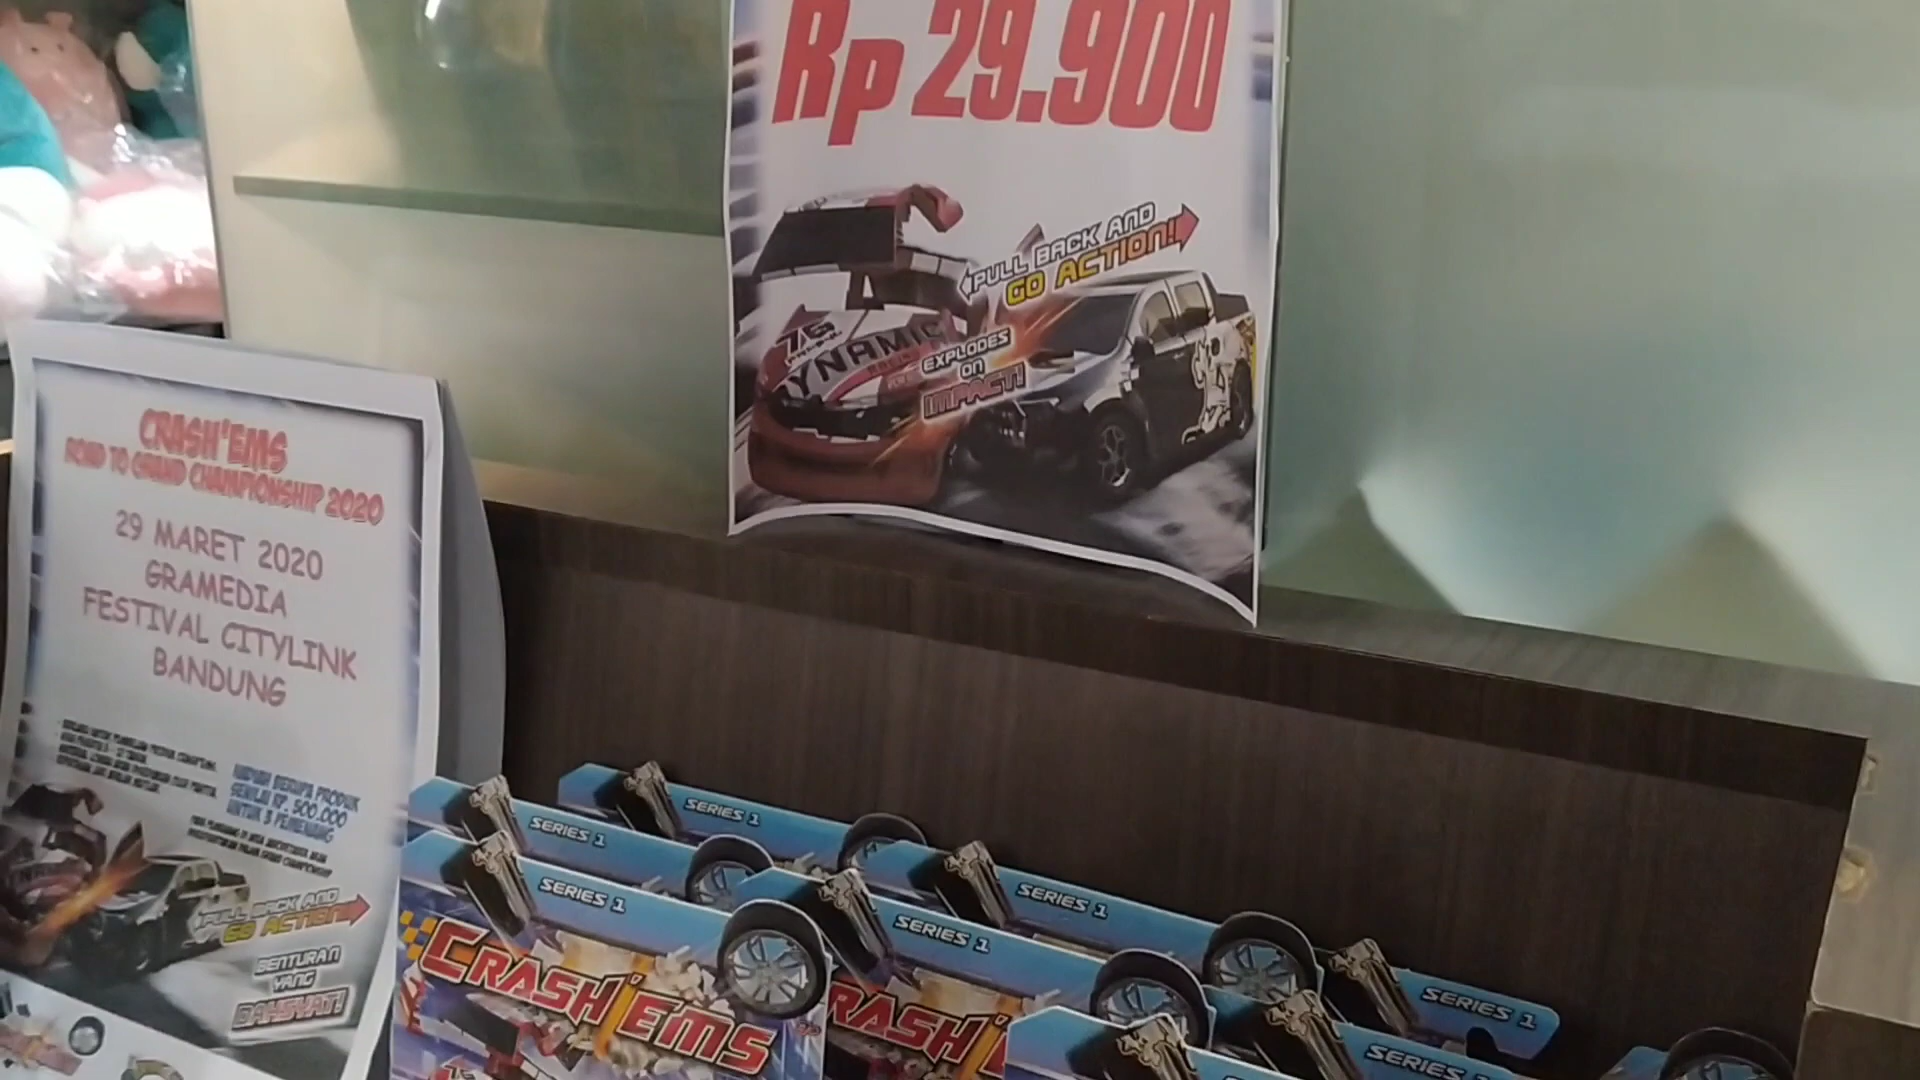 Rp 29.900
PULL BACK AND
GO ACTION!
75
DYNAMIC
EXPLODES
ON
IMPACT!
CRASH'EMS
ROAD TO GRAND CHAMPIONSHIP 2020
29 MARET 2020
GRAMEDIA
FESTIVAL CITYLINK
BANDUNG
HADIAH BERUPA PRODUK
SENILAI RP. 500.000
UNTUK 3 PEMENANG
YNAMIC
PULL BACK AND
GO ACTION!
BENTURAN
YANG
DAHSYAT!
SERIES 1
SERIES 1
SERIES 1
SERIES 1
SERIES 1
SERIES 1
SERIES 1
CRASH'EMS
CRASH'